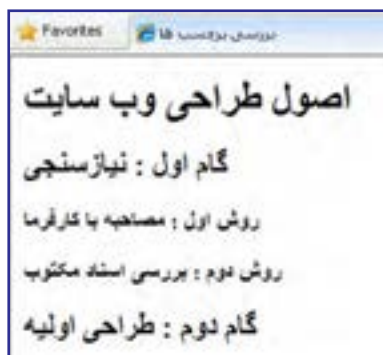 Favorites
بررسی برچسب ها
اصول طراحی وب سایت
گام اول : نیازسنجی
روش اول : مصاحبه با کارفرما
روش دوم : بررسی اسناد مکتوب
گام دوم : طراحی اولیه